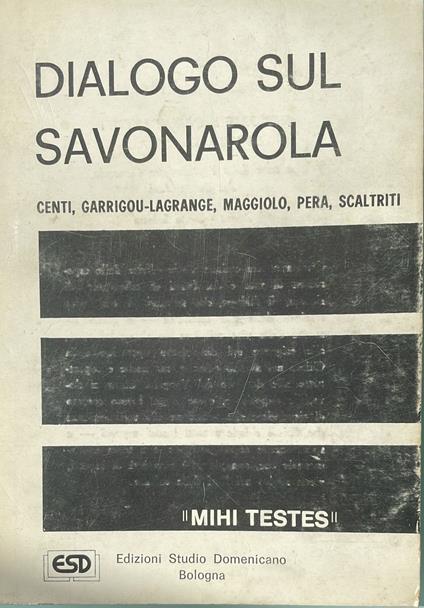 DIALOGO SUL
SAVONAROLA
CENTI, GARRIGOU-LAGRANGE, MAGGIOLO, PERA, SCALTRITI
"MIHI TESTES"
ESD
Edizioni Studio Domenicano
Bologna